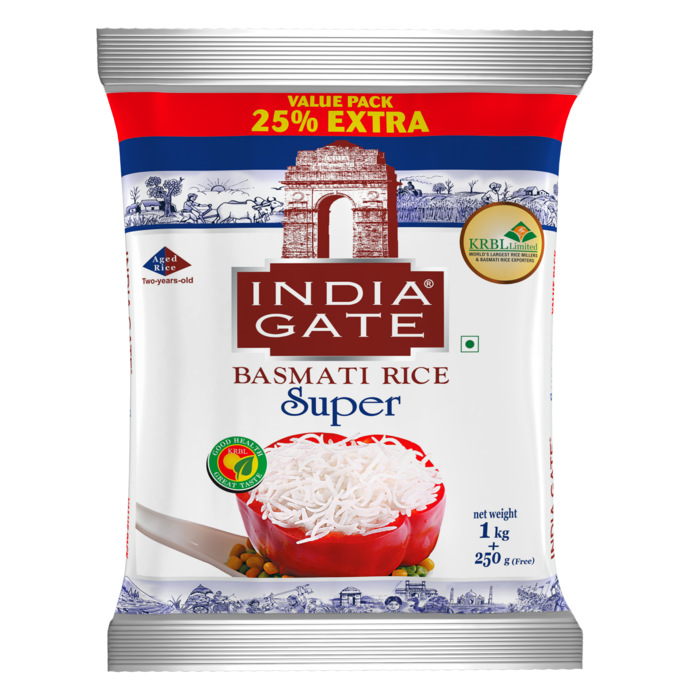 VALUE PACK
25% EXTRA
KRBL Limited
WORLD'S LARGEST RICE MILLERS
& BASMATI RICE EXPORTERS
Aged
Rice
Two-years-old
INDIA®
GATE
BASMATI RICE
Super
GOOD HEALTH
KRBL
GREAT TASTE
net weight
1 kg
+
250 g (Free)
INDIA GATE